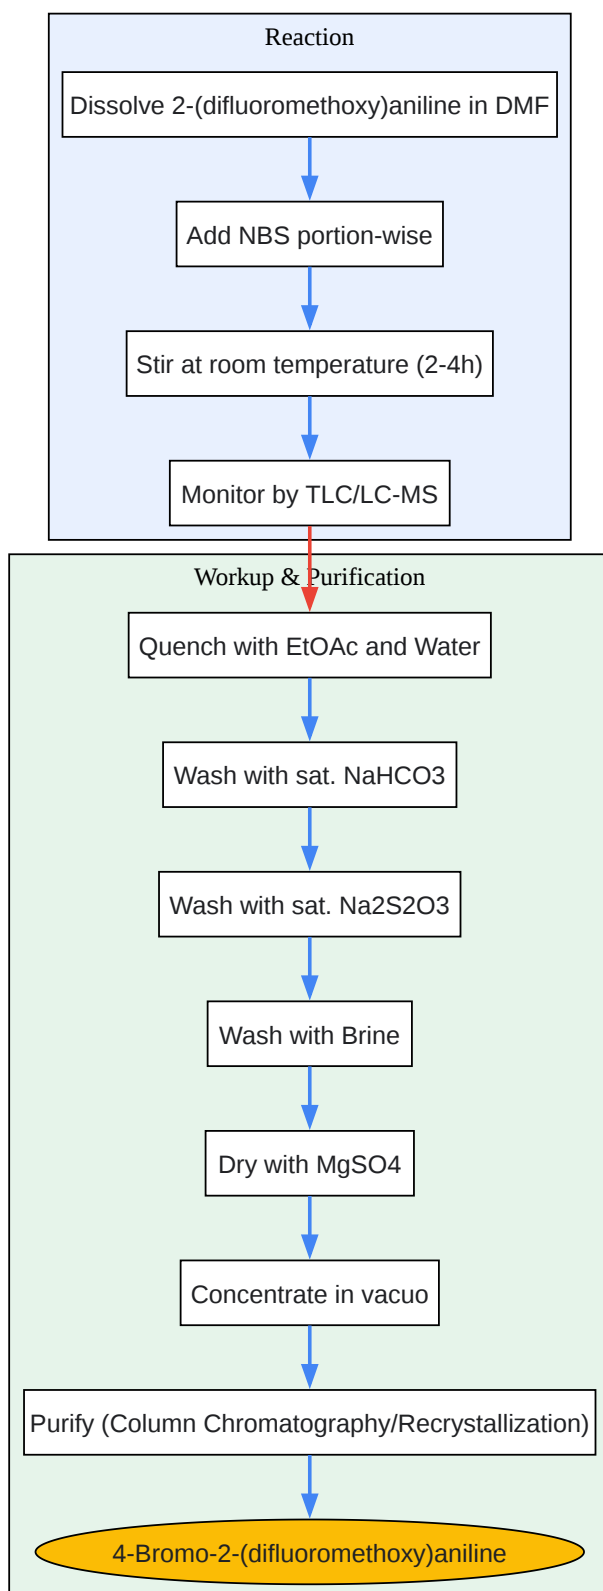 Reaction
Dissolve 2-(difluoromethoxy)aniline in DMF
Add NBS portion-wise
Stir at room temperature (2-4h)
Monitor by TLC/LC-MS
Workup & Purification
Quench with EtOAc and Water
Wash with sat. NaHCO3
Wash with sat. Na2S2O3
Wash with Brine
Dry with MgSO4
Concentrate in vacuo
Purify (Column Chromatography/Recrystallization)
4-Bromo-2-(difluoromethoxy)aniline